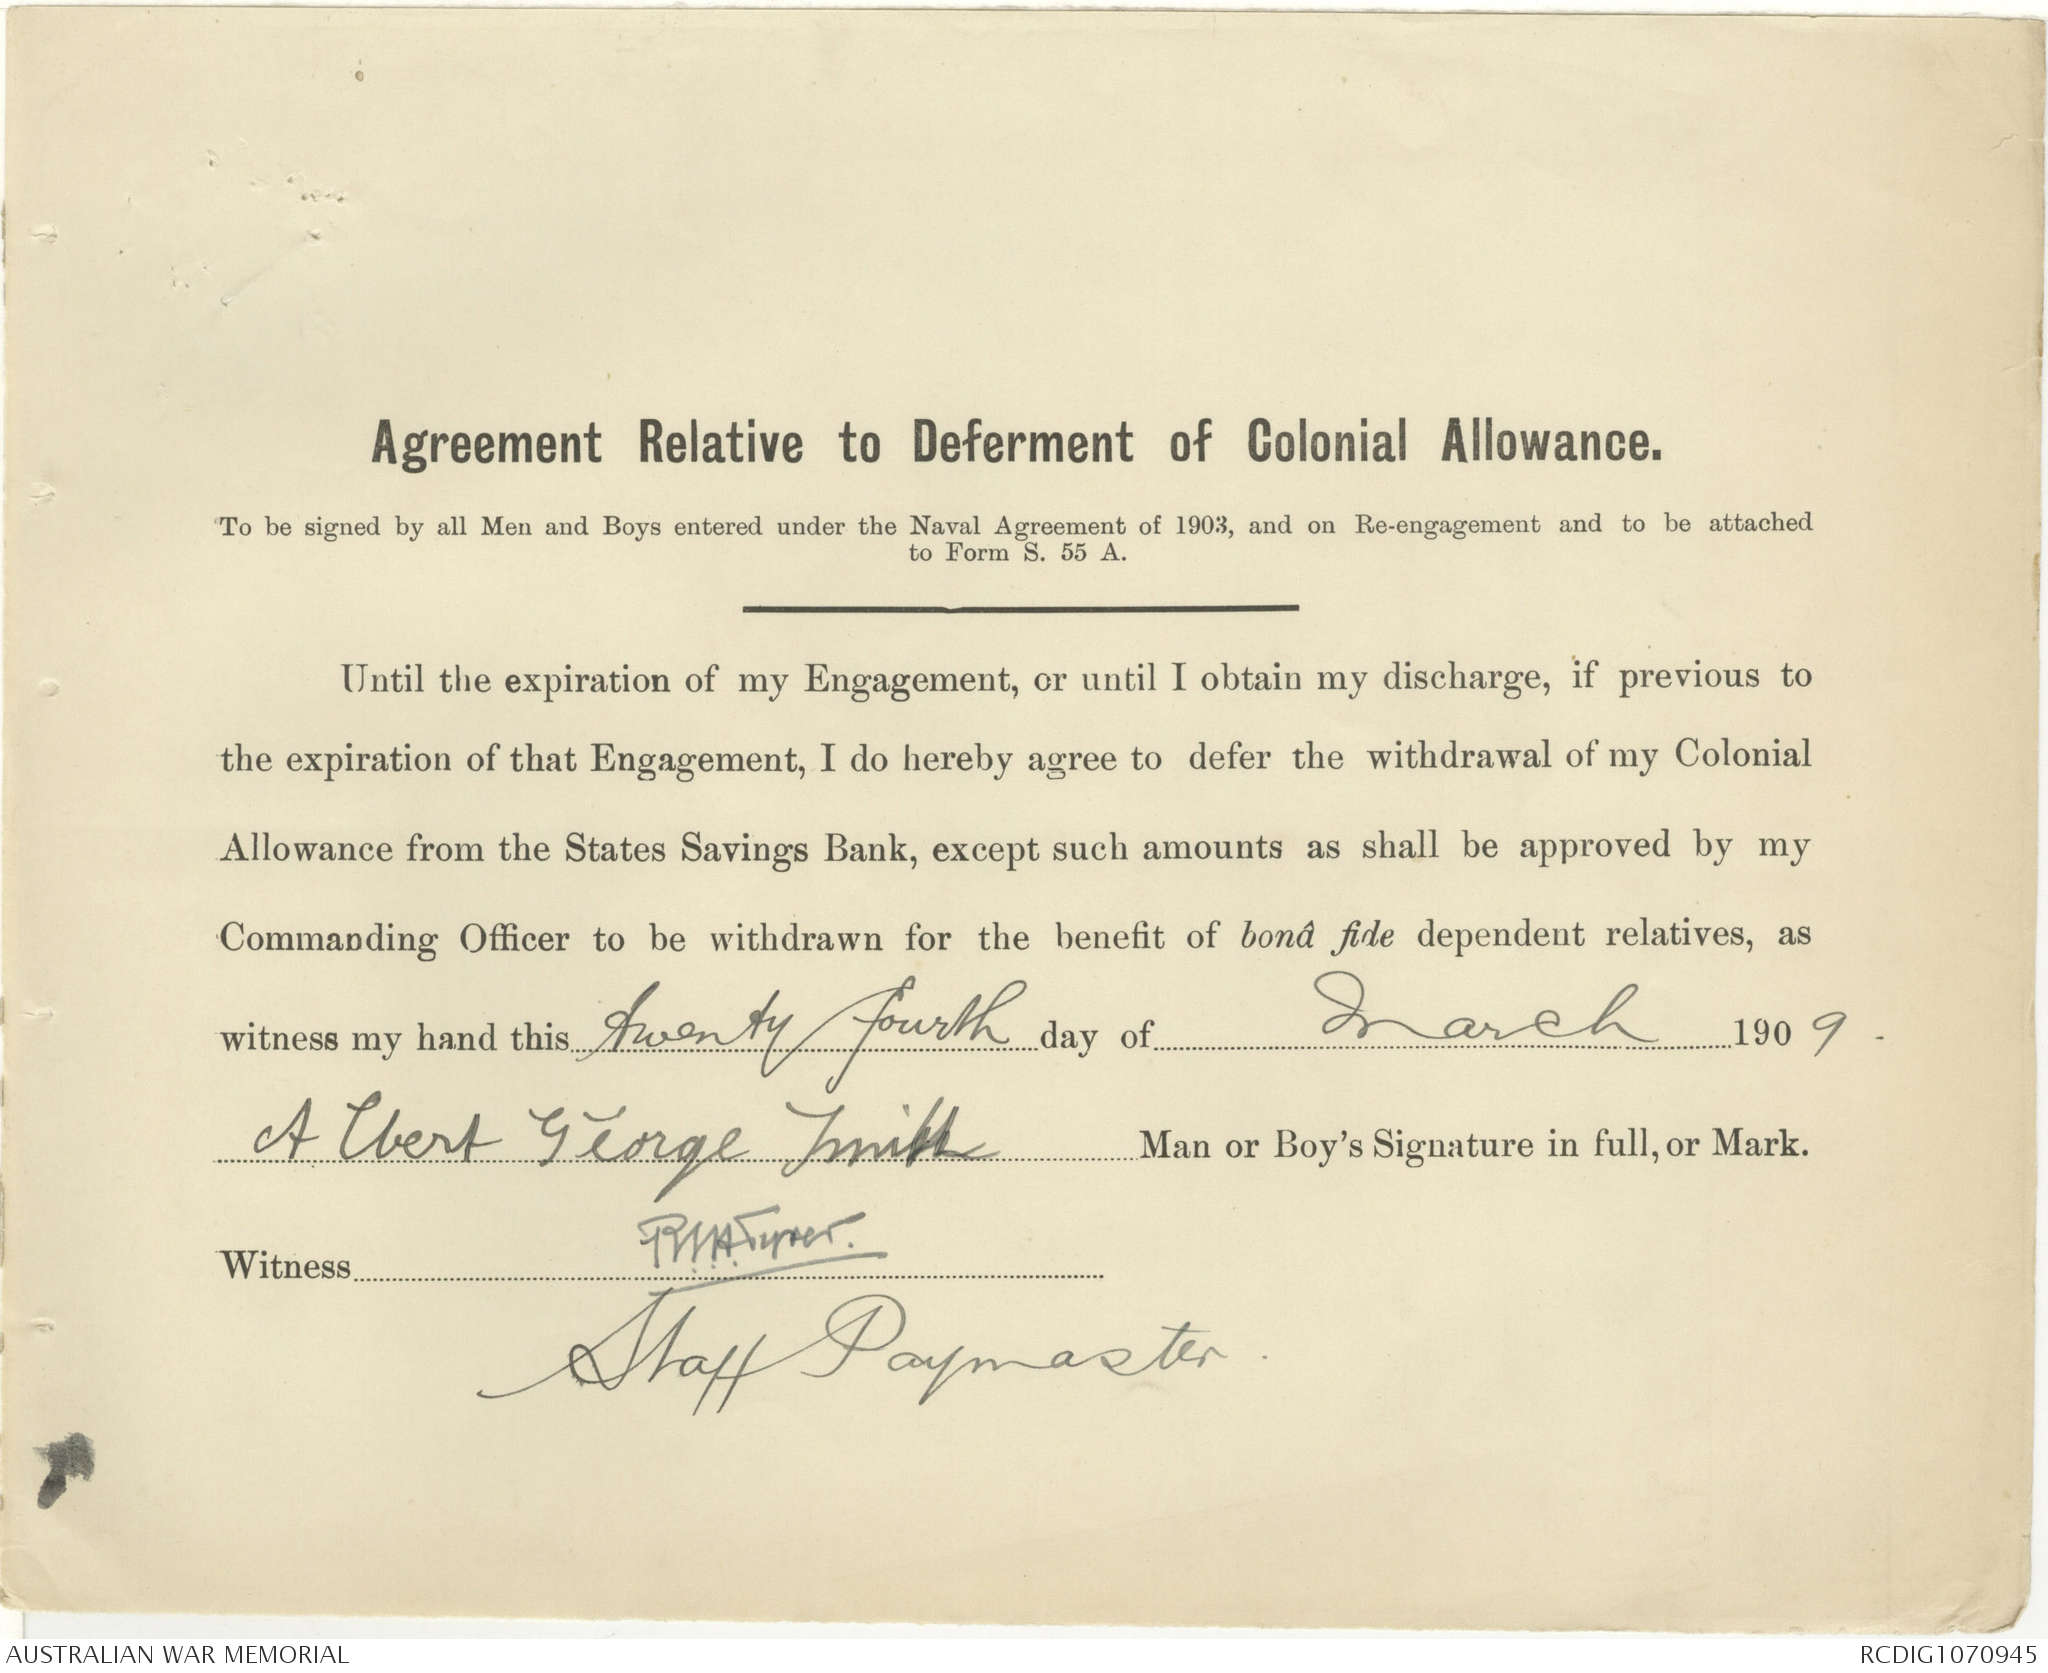 Agreement Relative to Deferment of Colonial Allowance.
To be signed by all Men and Boys entered under the Naval Agreement of 1903, and on Re-engagement and to be attached
to Form S. 55 A.
Until the expiration of my Engagement, or until I obtain my discharge, if previous to
the expiration of that Engagement, I do hereby agree to defer the withdrawal of my Colonial
Allowance from the States Savings Bank, except such amounts as shall be approved by my
Commanding Officer to be withdrawn for the benefit of bonâ fide dependent relatives, as
witness my hand this twenty fourth day of March 1909.
Albert George Smith Man or Boy's Signature in full, or Mark.
Witness
Staff Paymaster.
AUSTRALIAN WAR MEMORIAL RCDIG1070945